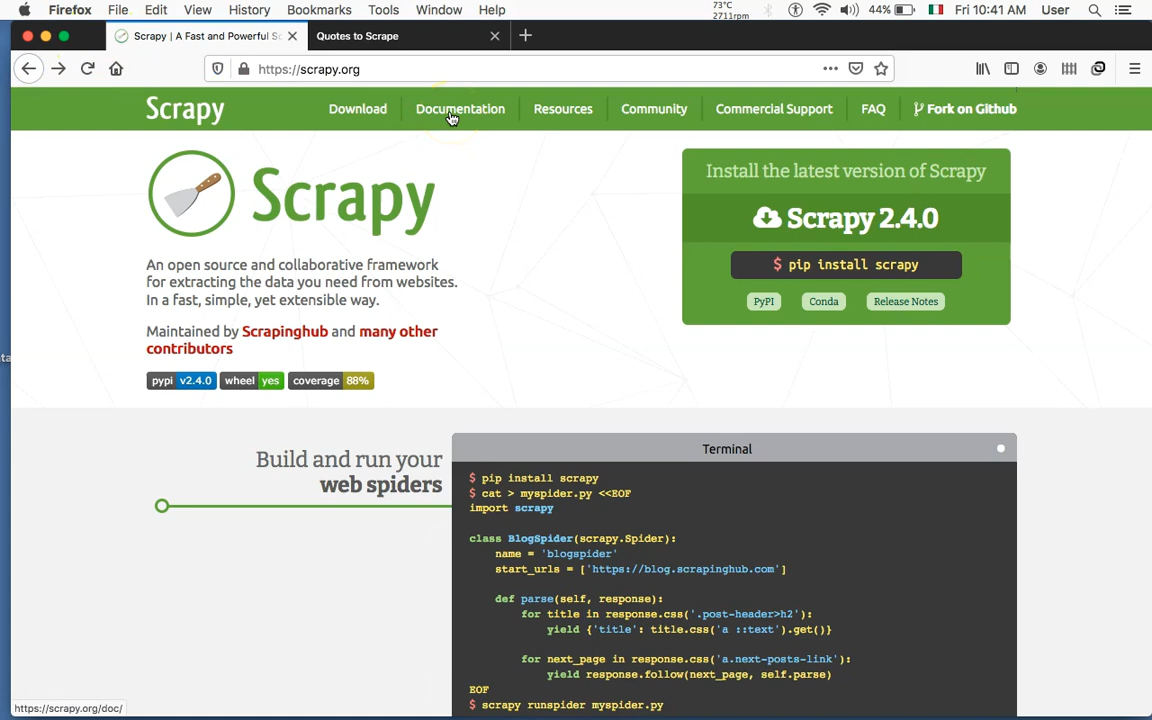 Firefox File Edit View History Bookmarks Tools Window Help 73°C 2711rpm 44% Fri 10:41 AM User
Scrapy | A Fast and Powerful Sc Quotes to Scrape
https://scrapy.org
Scrapy Download Documentation Resources Community Commercial Support FAQ Fork on Github
Scrapy
An open source and collaborative framework
for extracting the data you need from websites.
In a fast, simple, yet extensible way.
Maintained by Scrapinghub and many other
contributors
pypi v2.4.0 wheel yes coverage 88%
Install the latest version of Scrapy
Scrapy 2.4.0
$ pip install scrapy
PyPI Conda Release Notes
Build and run your
web spiders
Terminal
$ pip install scrapy
$ cat > myspider.py <<EOF
import scrapy
class BlogSpider(scrapy.Spider):
name = 'blogspider'
start_urls = ['https://blog.scrapinghub.com']
def parse(self, response):
for title in response.css('.post-header>h2'):
yield {'title': title.css('a ::text').get()}
for next_page in response.css('a.next-posts-link'):
yield response.follow(next_page, self.parse)
EOF
$ scrapy runspider myspider.py
https://scrapy.org/doc/